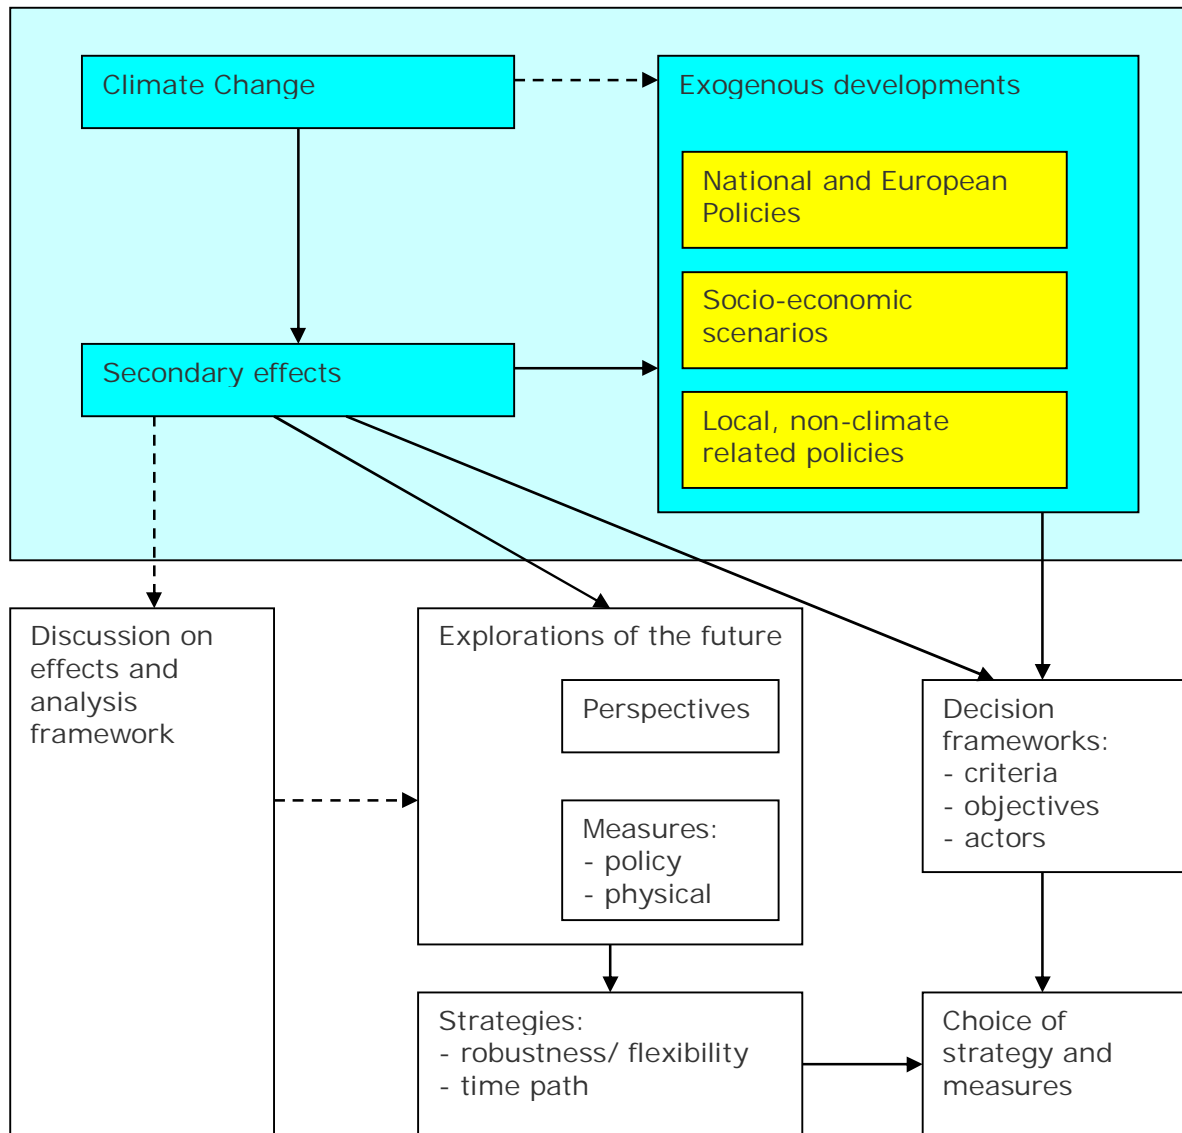 Climate Change
Exogenous developments
National and European
Policies
Socio-economic
scenarios
Secondary effects
Local, non-climate
related policies
Discussion on
effects and
analysis
framework
Explorations of the future
Perspectives
Measures:
- policy
- physical
Decision
frameworks:
- criteria
- objectives
- actors
Strategies:
- robustness/ flexibility
- time path
Choice of
strategy and
measures